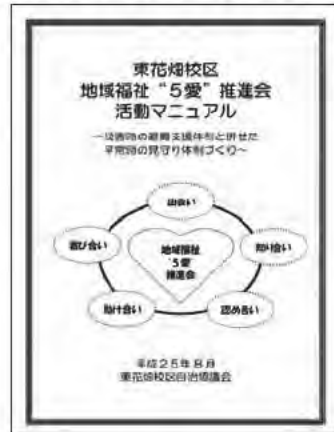 東花畑校区
地域福祉“5愛”推進会
活動マニュアル
～災害時の避難支援体制と併せた
平常時の見守り体制づくり～
出会い
喜び合い
知り合い
地域福祉
“5愛”
推進会
助け合い
認め合い
平成25年8月
東花畑校区自治協議会